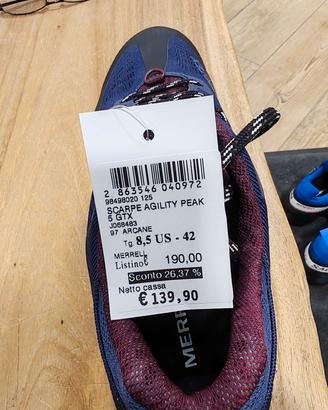 2 863546 040972
98498020 125
SCARPE AGILITY PEAK
5 GTX
J068483
97 ARCANE
Tg. 8,5 US - 42
MERRELL
Listino € 190,00
Sconto 26,37 %
Netto cassa
€ 139,90
MERR